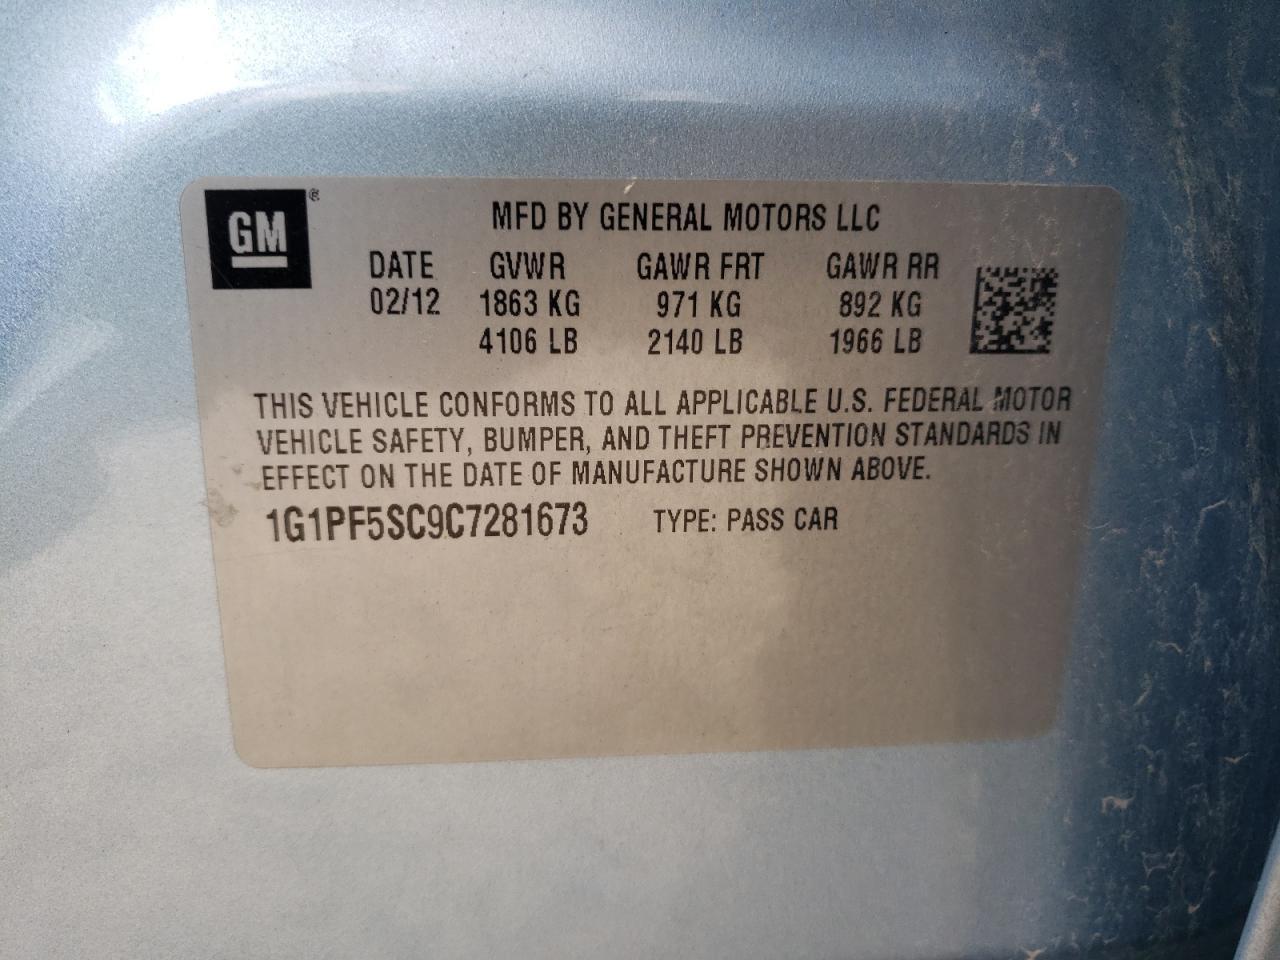 GM ®
MFD BY GENERAL MOTORS LLC
DATE GVWR GAWR FRT GAWR RR
02/12 1863 KG 971 KG 892 KG
4106 LB 2140 LB 1966 LB
THIS VEHICLE CONFORMS TO ALL APPLICABLE U.S. FEDERAL MOTOR
VEHICLE SAFETY, BUMPER, AND THEFT PREVENTION STANDARDS IN
EFFECT ON THE DATE OF MANUFACTURE SHOWN ABOVE.
1G1PF5SC9C7281673 TYPE: PASS CAR